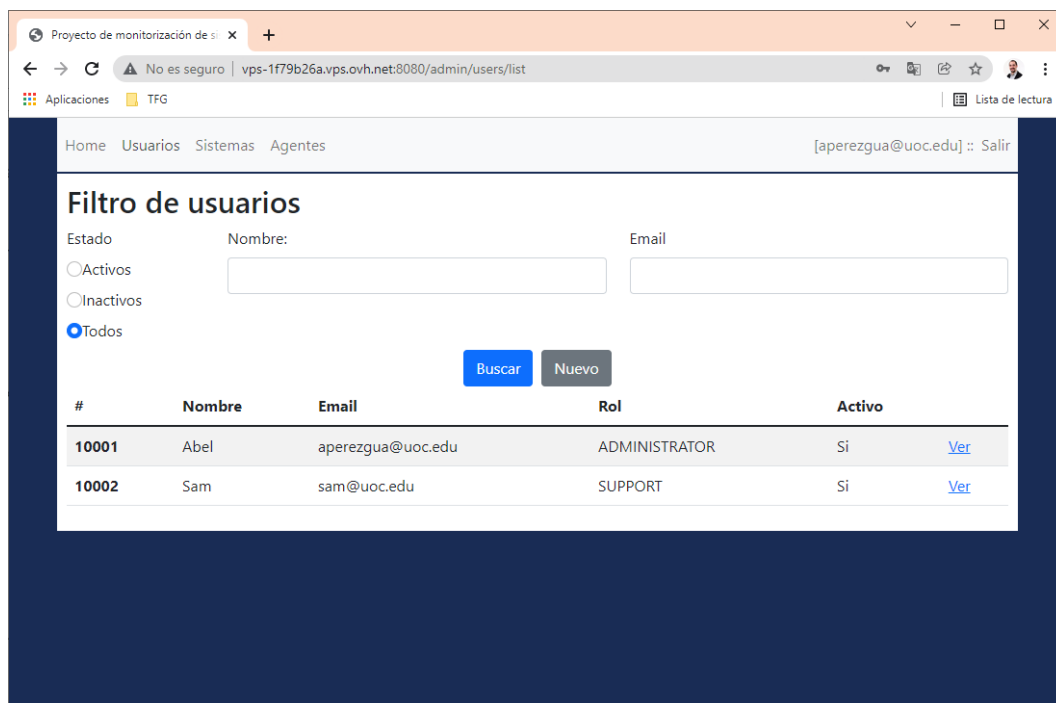 Proyecto de monitorización de si
No es seguro | vps-1f79b26a.vps.ovh.net:8080/admin/users/list
Aplicaciones TFG Lista de lectura
Home Usuarios Sistemas Agentes [aperezgua@uoc.edu] :: Salir
Filtro de usuarios
Estado Nombre: Email
Activos
Inactivos
Todos
Buscar Nuevo
# Nombre Email Rol Activo
10001 Abel aperezgua@uoc.edu ADMINISTRATOR Si Ver
10002 Sam sam@uoc.edu SUPPORT Si Ver